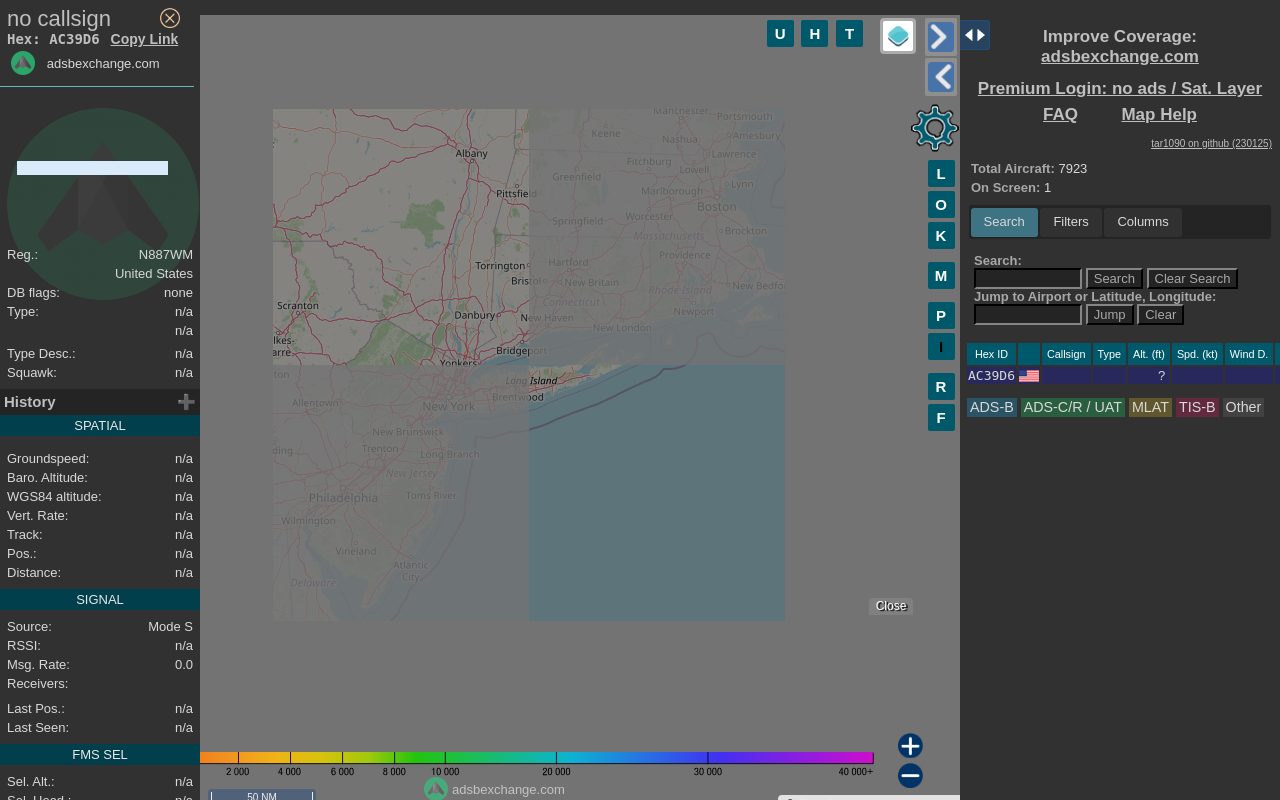 no callsign
Hex: AC39D6 Copy Link
adsbexchange.com
Reg.: N887WM
United States
DB flags: none
Type: n/a
n/a
Type Desc.: n/a
Squawk: n/a
History
SPATIAL
Groundspeed: n/a
Baro. Altitude: n/a
WGS84 altitude: n/a
Vert. Rate: n/a
Track: n/a
Pos.: n/a
Distance: n/a
SIGNAL
Source: Mode S
RSSI: n/a
Msg. Rate: 0.0
Receivers:
Last Pos.: n/a
Last Seen: n/a
FMS SEL
Sel. Alt.: n/a
U H T
L
O
K
M
P
I
R
F
Manchester
Portsmouth
Keene
Nashua
Amesbury
Albany
Fitchburg
Lawrence
Greenfield
Lowell
Pittsfield
Marlborough
Lynn
Springfield
Worcester
Boston
Massachusetts
Brockton
Torrington
Hartford
Providence
Bristol
New Britain
Connecticut
Rhode Island
New Bedfo
Scranton
Danbury
New Haven
Newport
New London
lkes-
arre
Bridgeport
Yonkers
ton
Long Island
Allentown
New York
Brentwood
New Brunswick
ding
Trenton
Long Branch
New Jersey
Philadelphia
Toms River
Wilmington
Vineland
Atlantic
City
Delaware
Close
2 000 4 000 6 000 8 000 10 000 20 000 30 000 40 000+
adsbexchange.com
50 NM
Improve Coverage:
adsbexchange.com
Premium Login: no ads / Sat. Layer
FAQ Map Help
tar1090 on github (230125)
Total Aircraft: 7923
On Screen: 1
Search Filters Columns
Search:
Search Clear Search
Jump to Airport or Latitude, Longitude:
Jump Clear
Hex ID Callsign Type Alt. (ft) Spd. (kt) Wind D.
AC39D6 ?
ADS-B ADS-C/R / UAT MLAT TIS-B Other